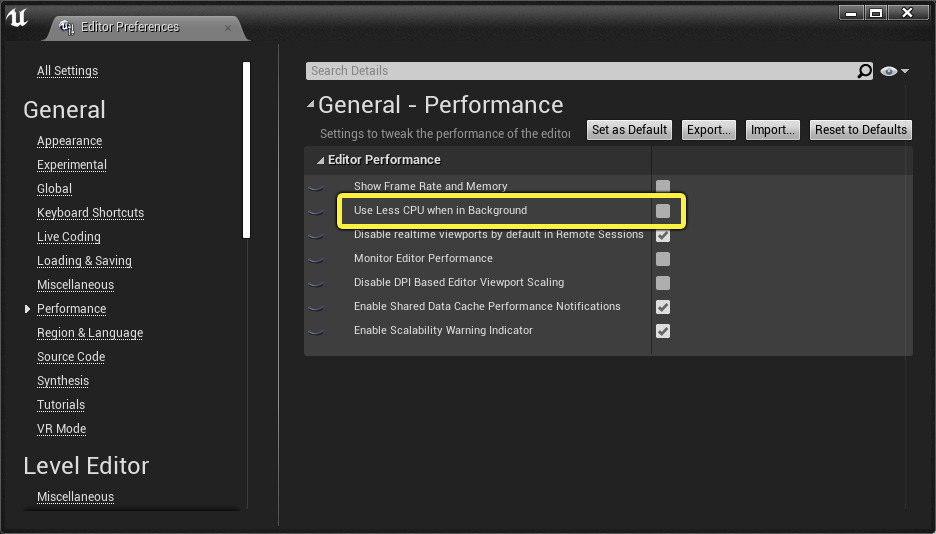 Editor Preferences
All Settings
General
Appearance
Experimental
Global
Keyboard Shortcuts
Live Coding
Loading & Saving
Miscellaneous
Performance
Region & Language
Source Code
Synthesis
Tutorials
VR Mode
Level Editor
Miscellaneous
Search Details
General - Performance
Settings to tweak the performance of the editor
Set as Default
Export...
Import...
Reset to Defaults
Editor Performance
Show Frame Rate and Memory
Use Less CPU when in Background
Disable realtime viewports by default in Remote Sessions
Monitor Editor Performance
Disable DPI Based Editor Viewport Scaling
Enable Shared Data Cache Performance Notifications
Enable Scalability Warning Indicator